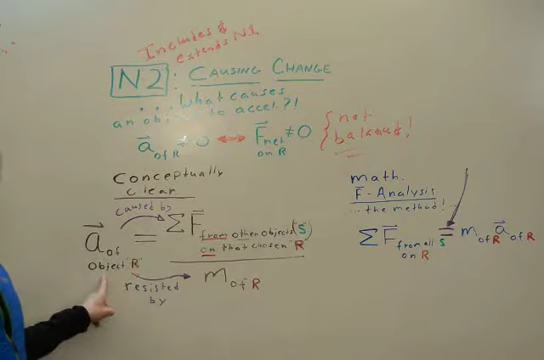 Includes &
extends N1
N2: CAUSING CHANGE
...What causes
an object to accel.?!
a⃗ of R ≠ 0 ↔ F⃗net on R ≠ 0 { not balanced!
Conceptually
clear
caused by
a⃗ of object "R" = ΣF⃗ from other objects (S) on that chosen "R"
resisted by
m of R
math.
F⃗-Analysis
...the method!
ΣF⃗ from all S on R = m of R a⃗ of R